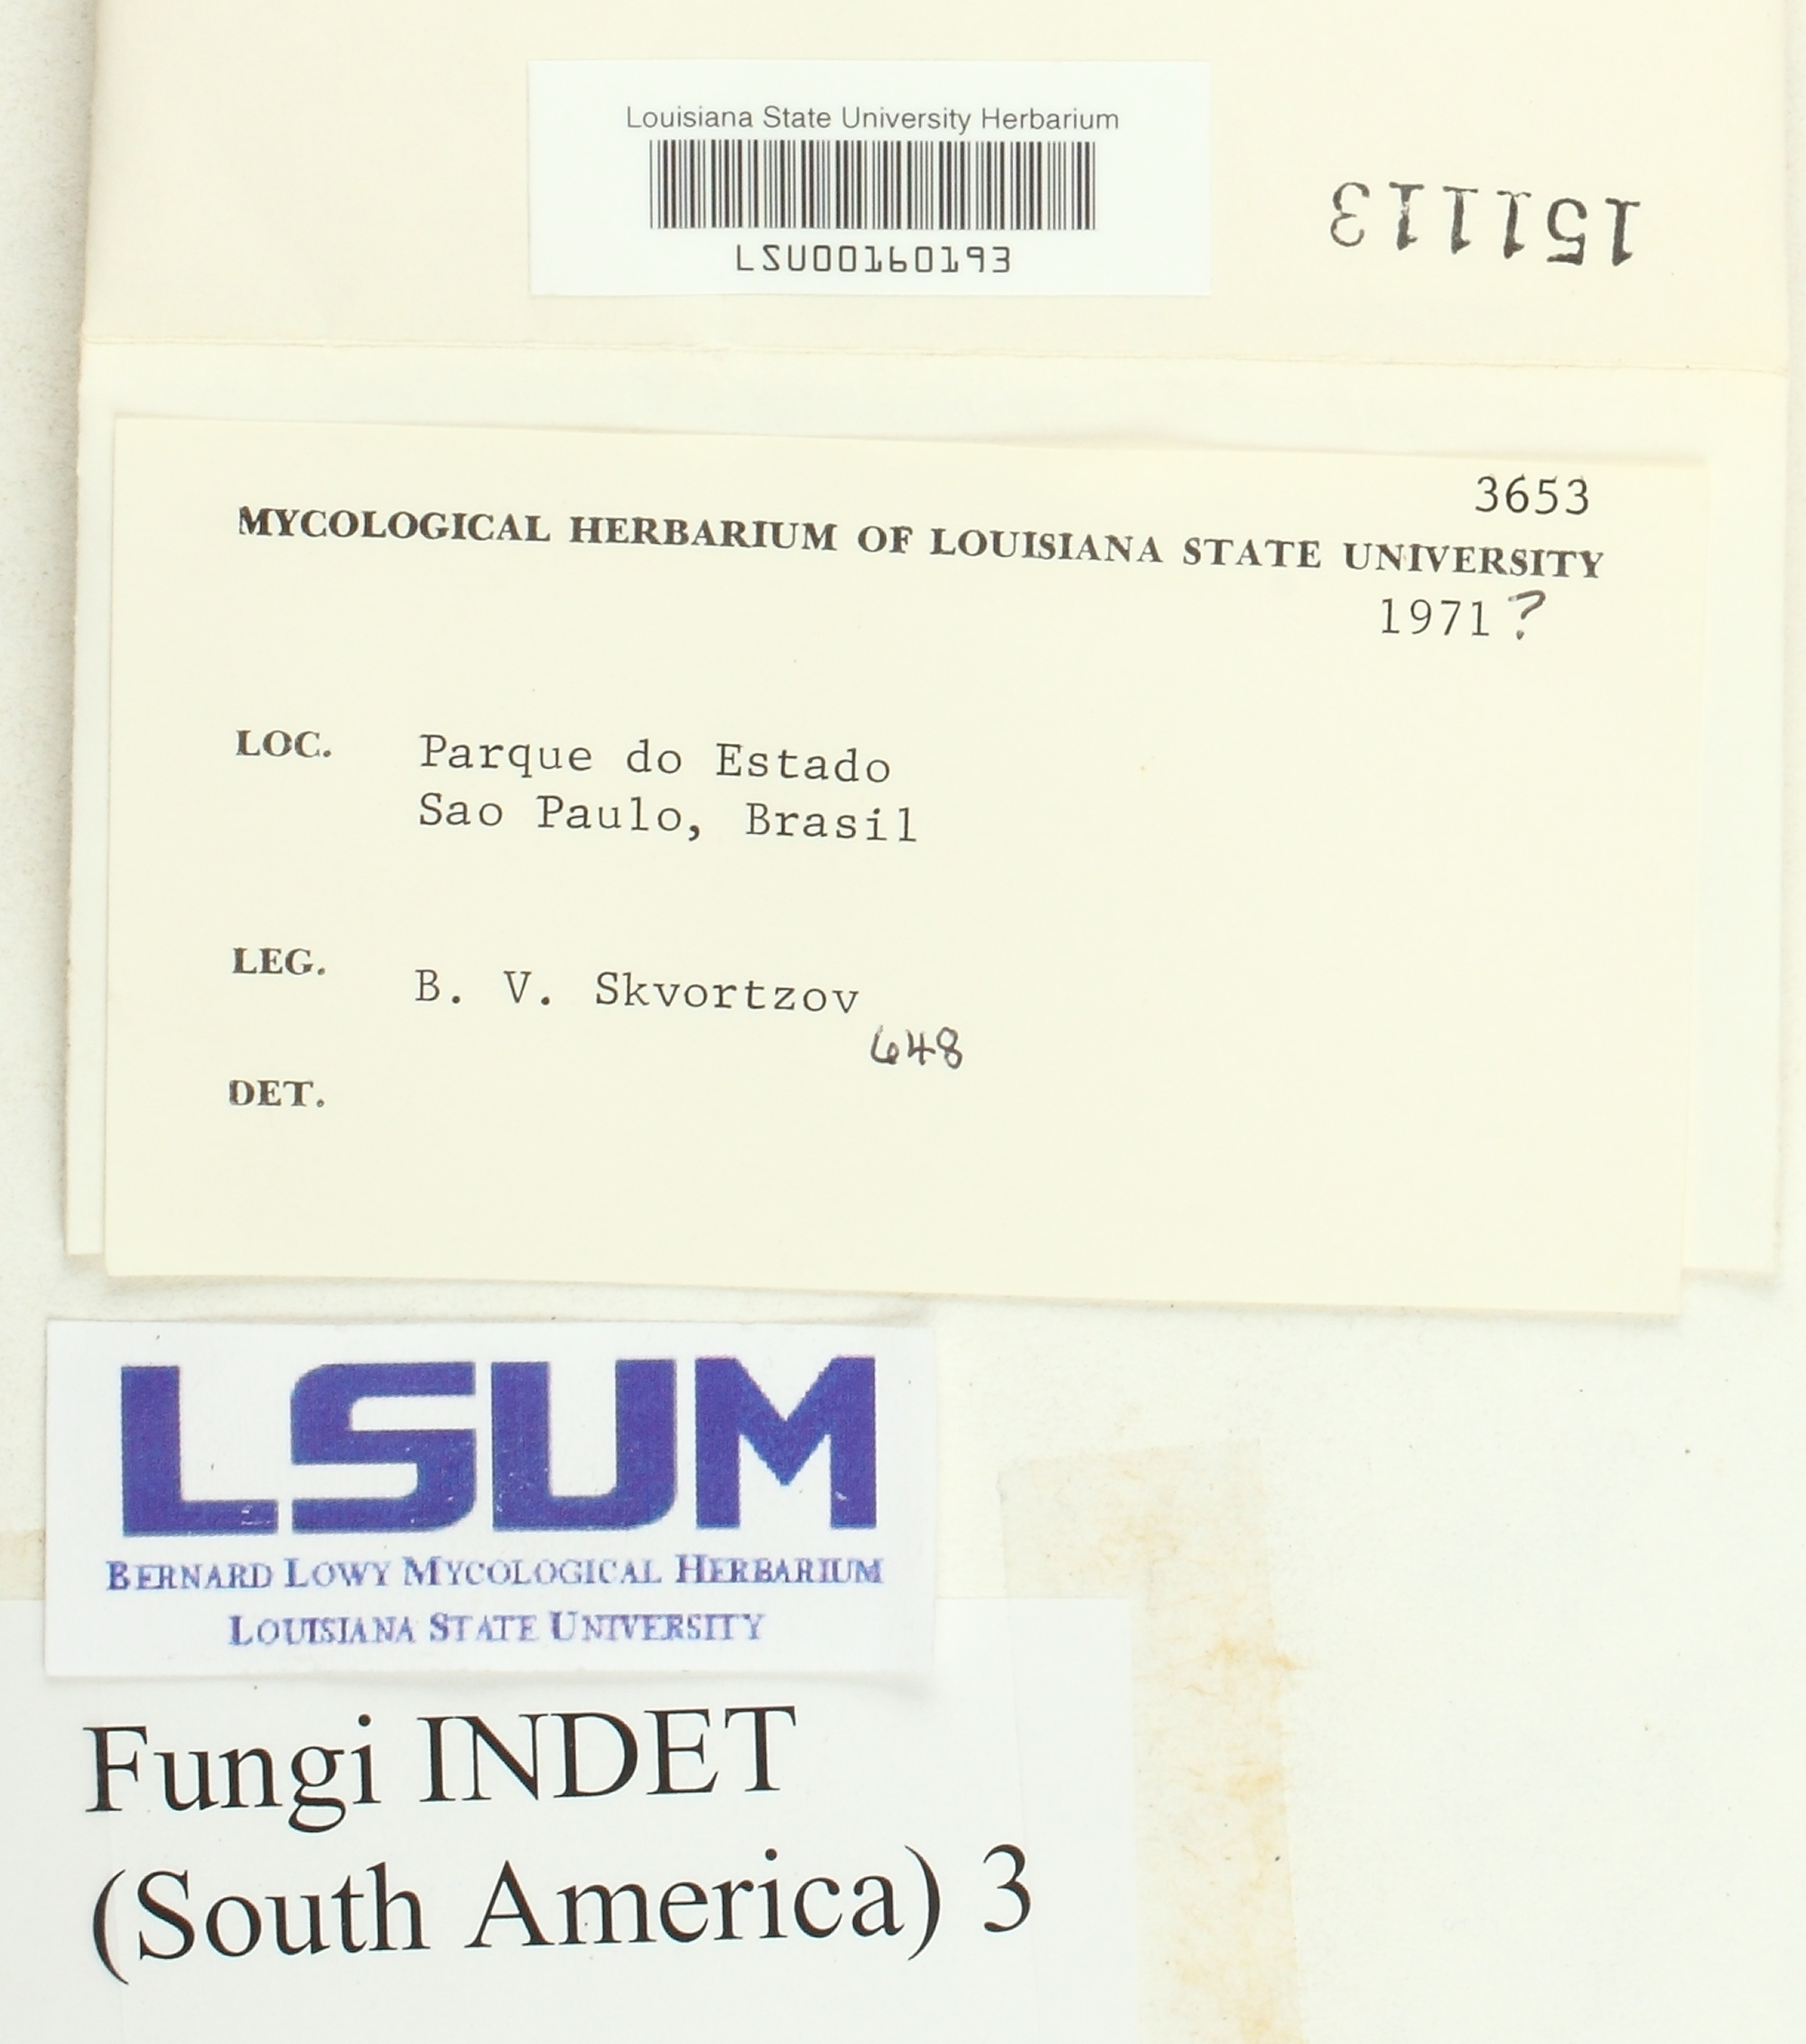 Louisiana State University Herbarium
LSU00160193
151113
3653
MYCOLOGICAL HERBARIUM OF LOUISIANA STATE UNIVERSITY
1971?
LOC. Parque do Estado
Sao Paulo, Brasil
LEG. B. V. Skvortzov
648
DET.
LSUM
BERNARD LOWY MYCOLOGICAL HERBARIUM
LOUISIANA STATE UNIVERSITY
Fungi INDET
(South America) 3